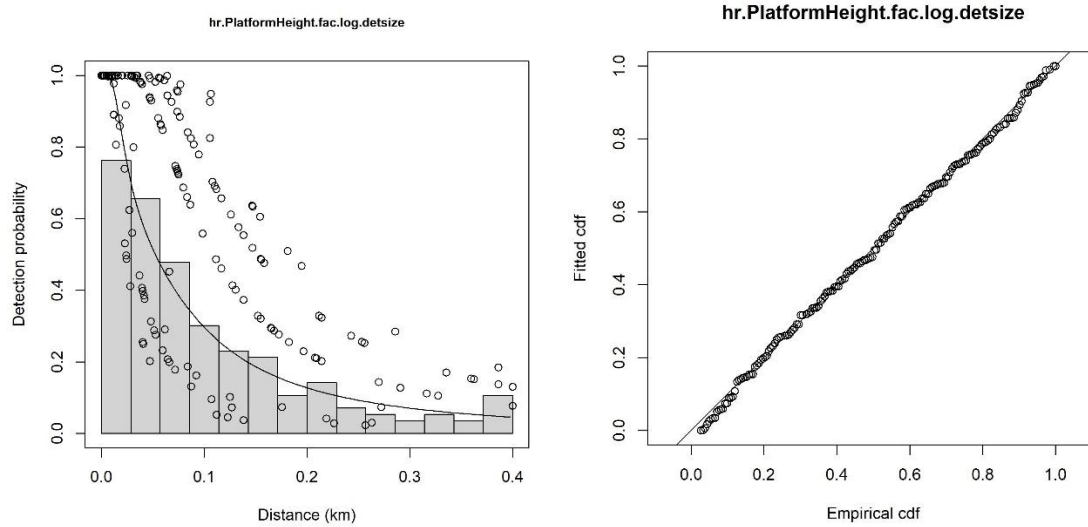 hr.PlatformHeight.fac.log.detsize
Detection probability
1.0
0.8
0.6
0.4
0.2
0.0
0.0 0.1 0.2 0.3 0.4
Distance (km)
hr.PlatformHeight.fac.log.detsize
Fitted cdf
1.0
0.8
0.6
0.4
0.2
0.0
0.0 0.2 0.4 0.6 0.8 1.0
Empirical cdf